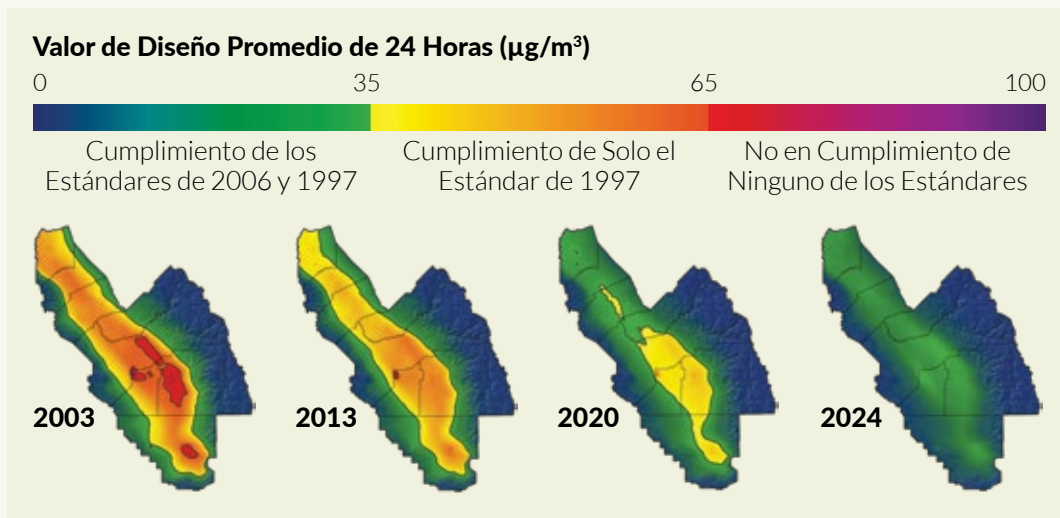 Valor de Diseño Promedio de 24 Horas (µg/m³)
0 35 65 100
Cumplimiento de los
Estándares de 2006 y 1997
Cumplimiento de Solo el
Estándar de 1997
No en Cumplimiento de
Ninguno de los Estándares
2003
2013
2020
2024